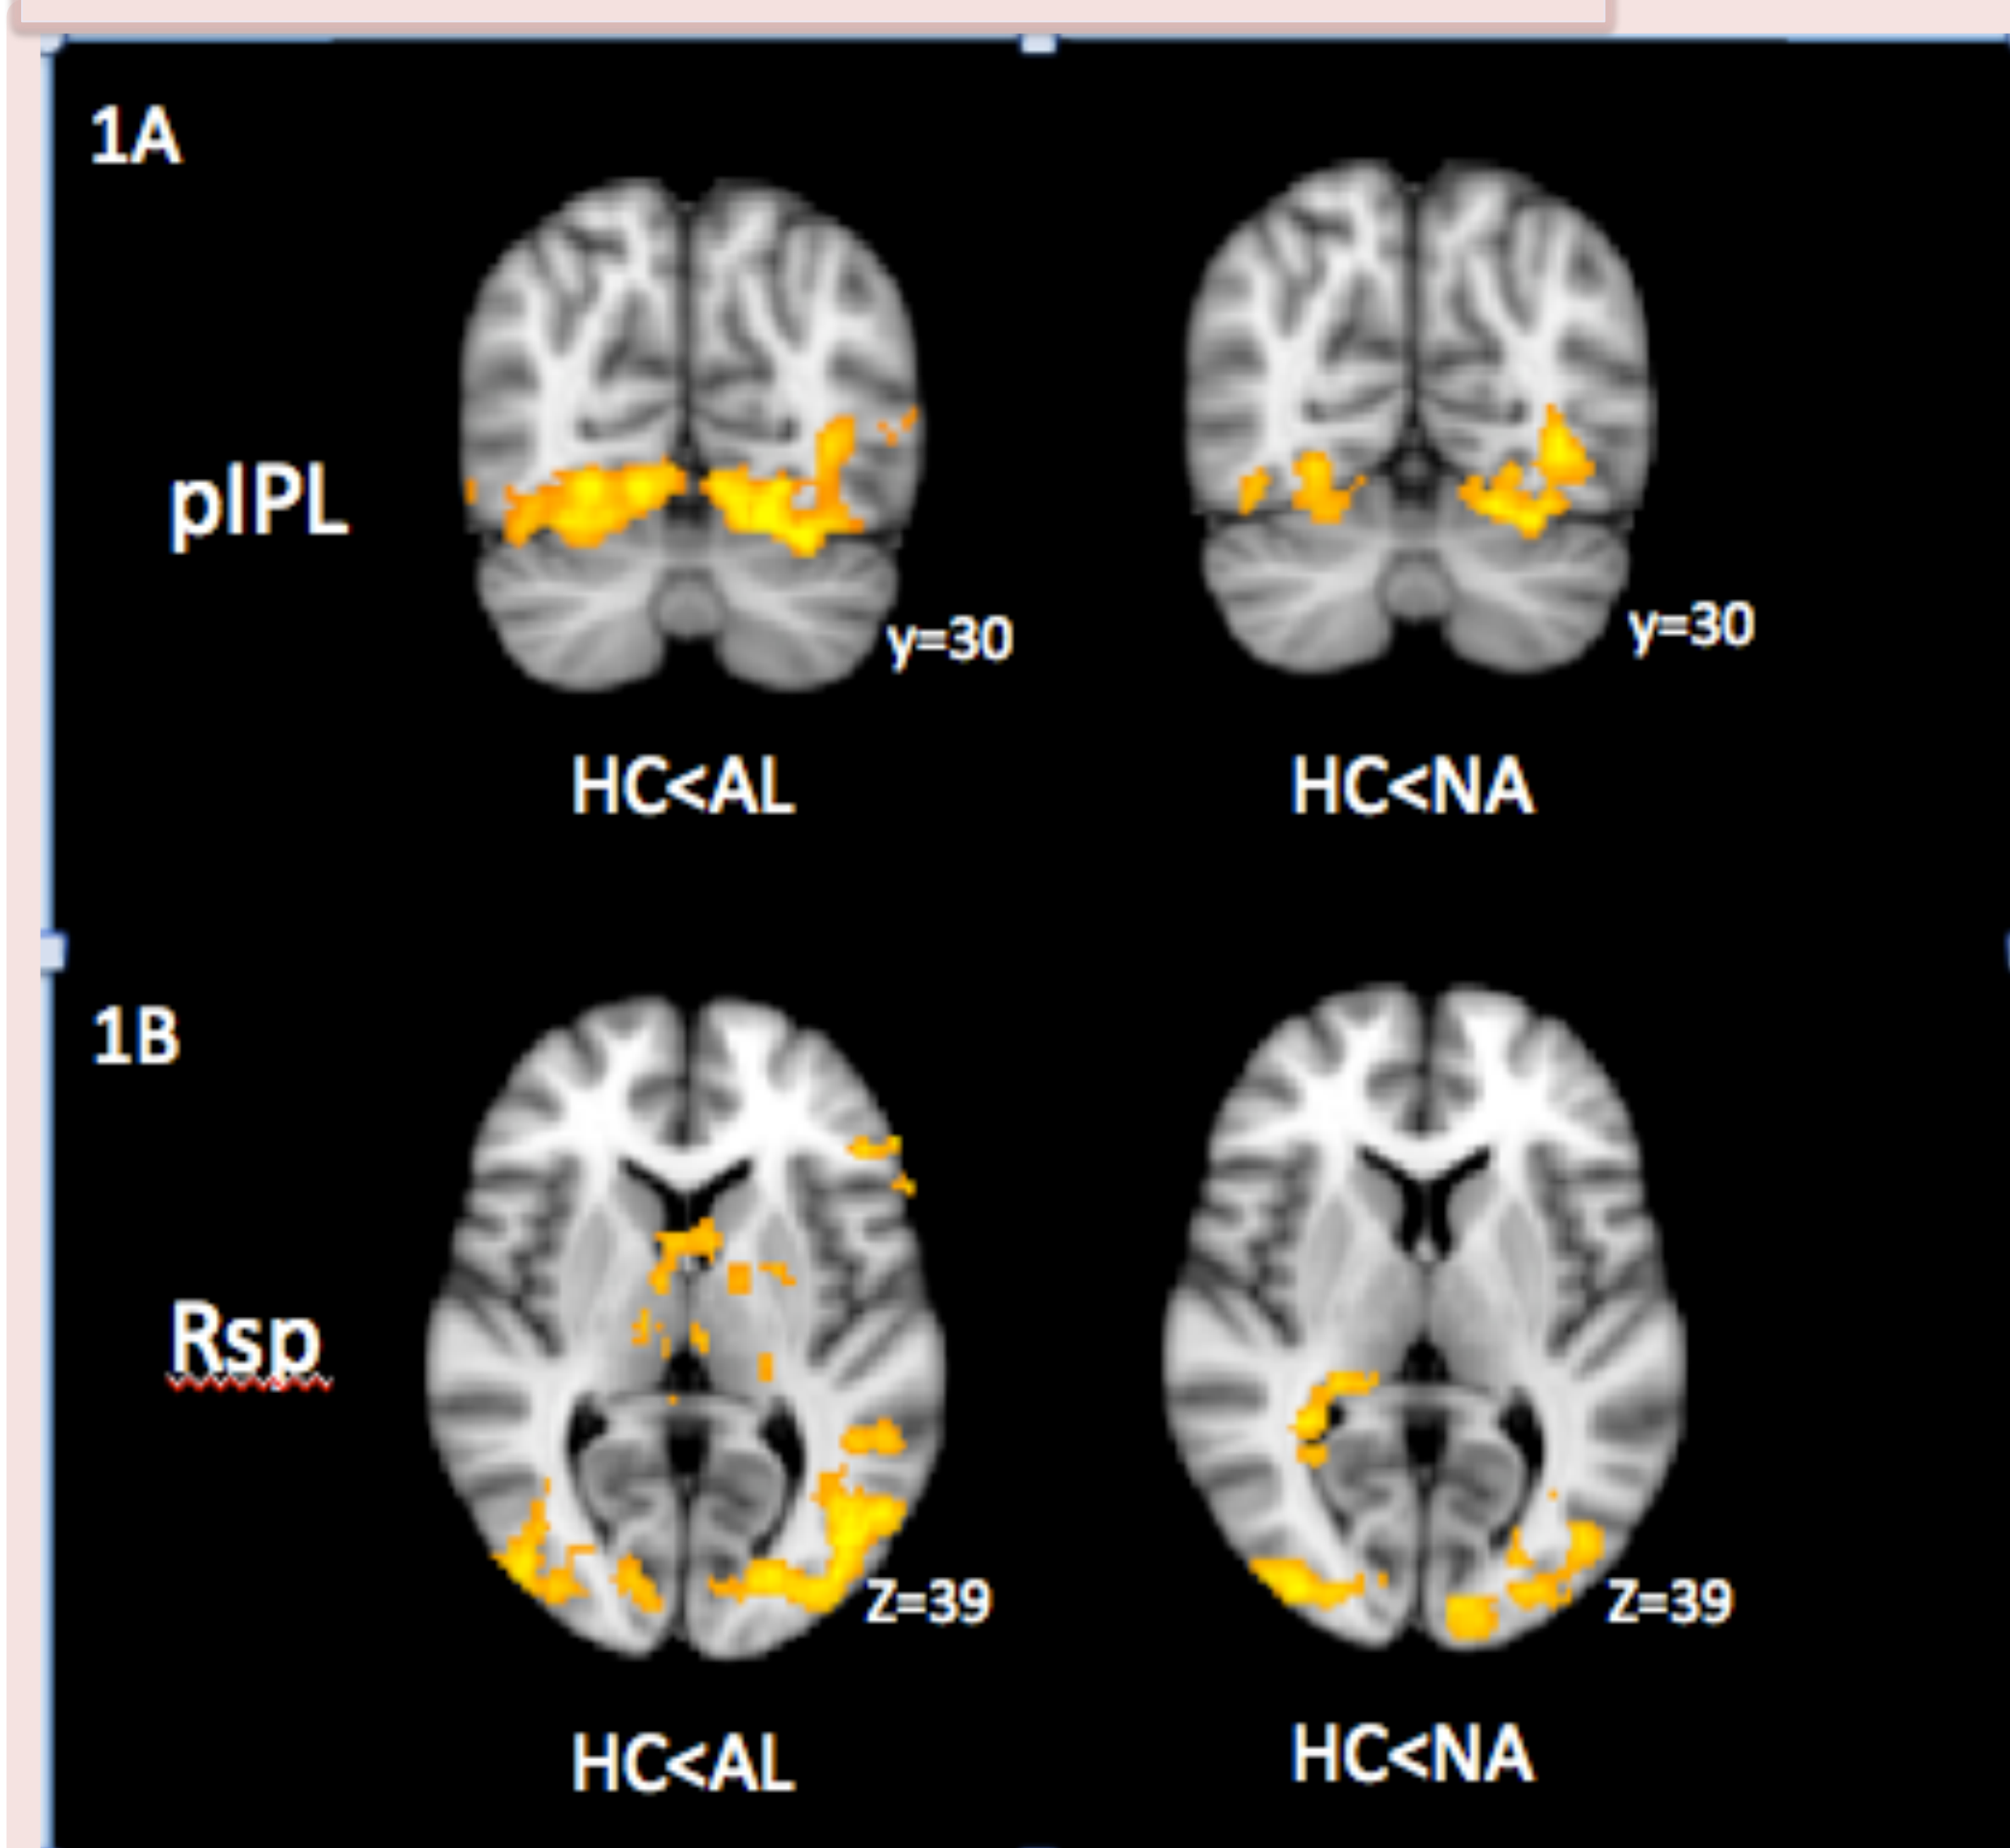 1A
pIPL
y=30
y=30
HC<AL
HC<NA
1B
Rsp
Z=39
Z=39
HC<AL
HC<NA